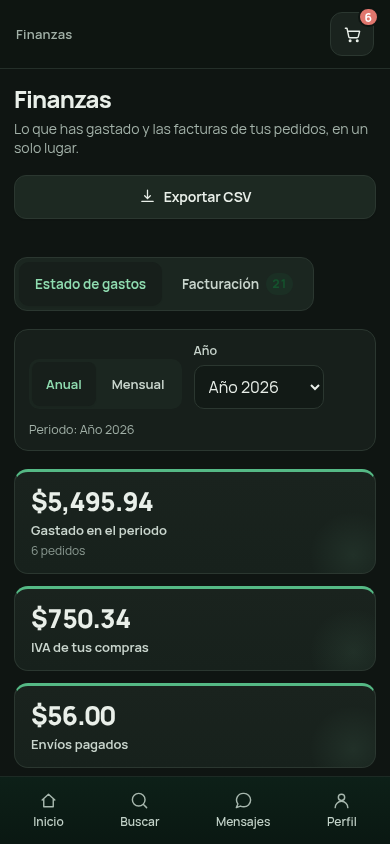 Finanzas
6
Finanzas
Lo que has gastado y las facturas de tus pedidos, en un
solo lugar.
Exportar CSV
Estado de gastos
Facturación 21
Año
Anual
Mensual
Año 2026
Periodo: Año 2026
$5,495.94
Gastado en el periodo
6 pedidos
$750.34
IVA de tus compras
$56.00
Envíos pagados
Inicio
Buscar
Mensajes
Perfil